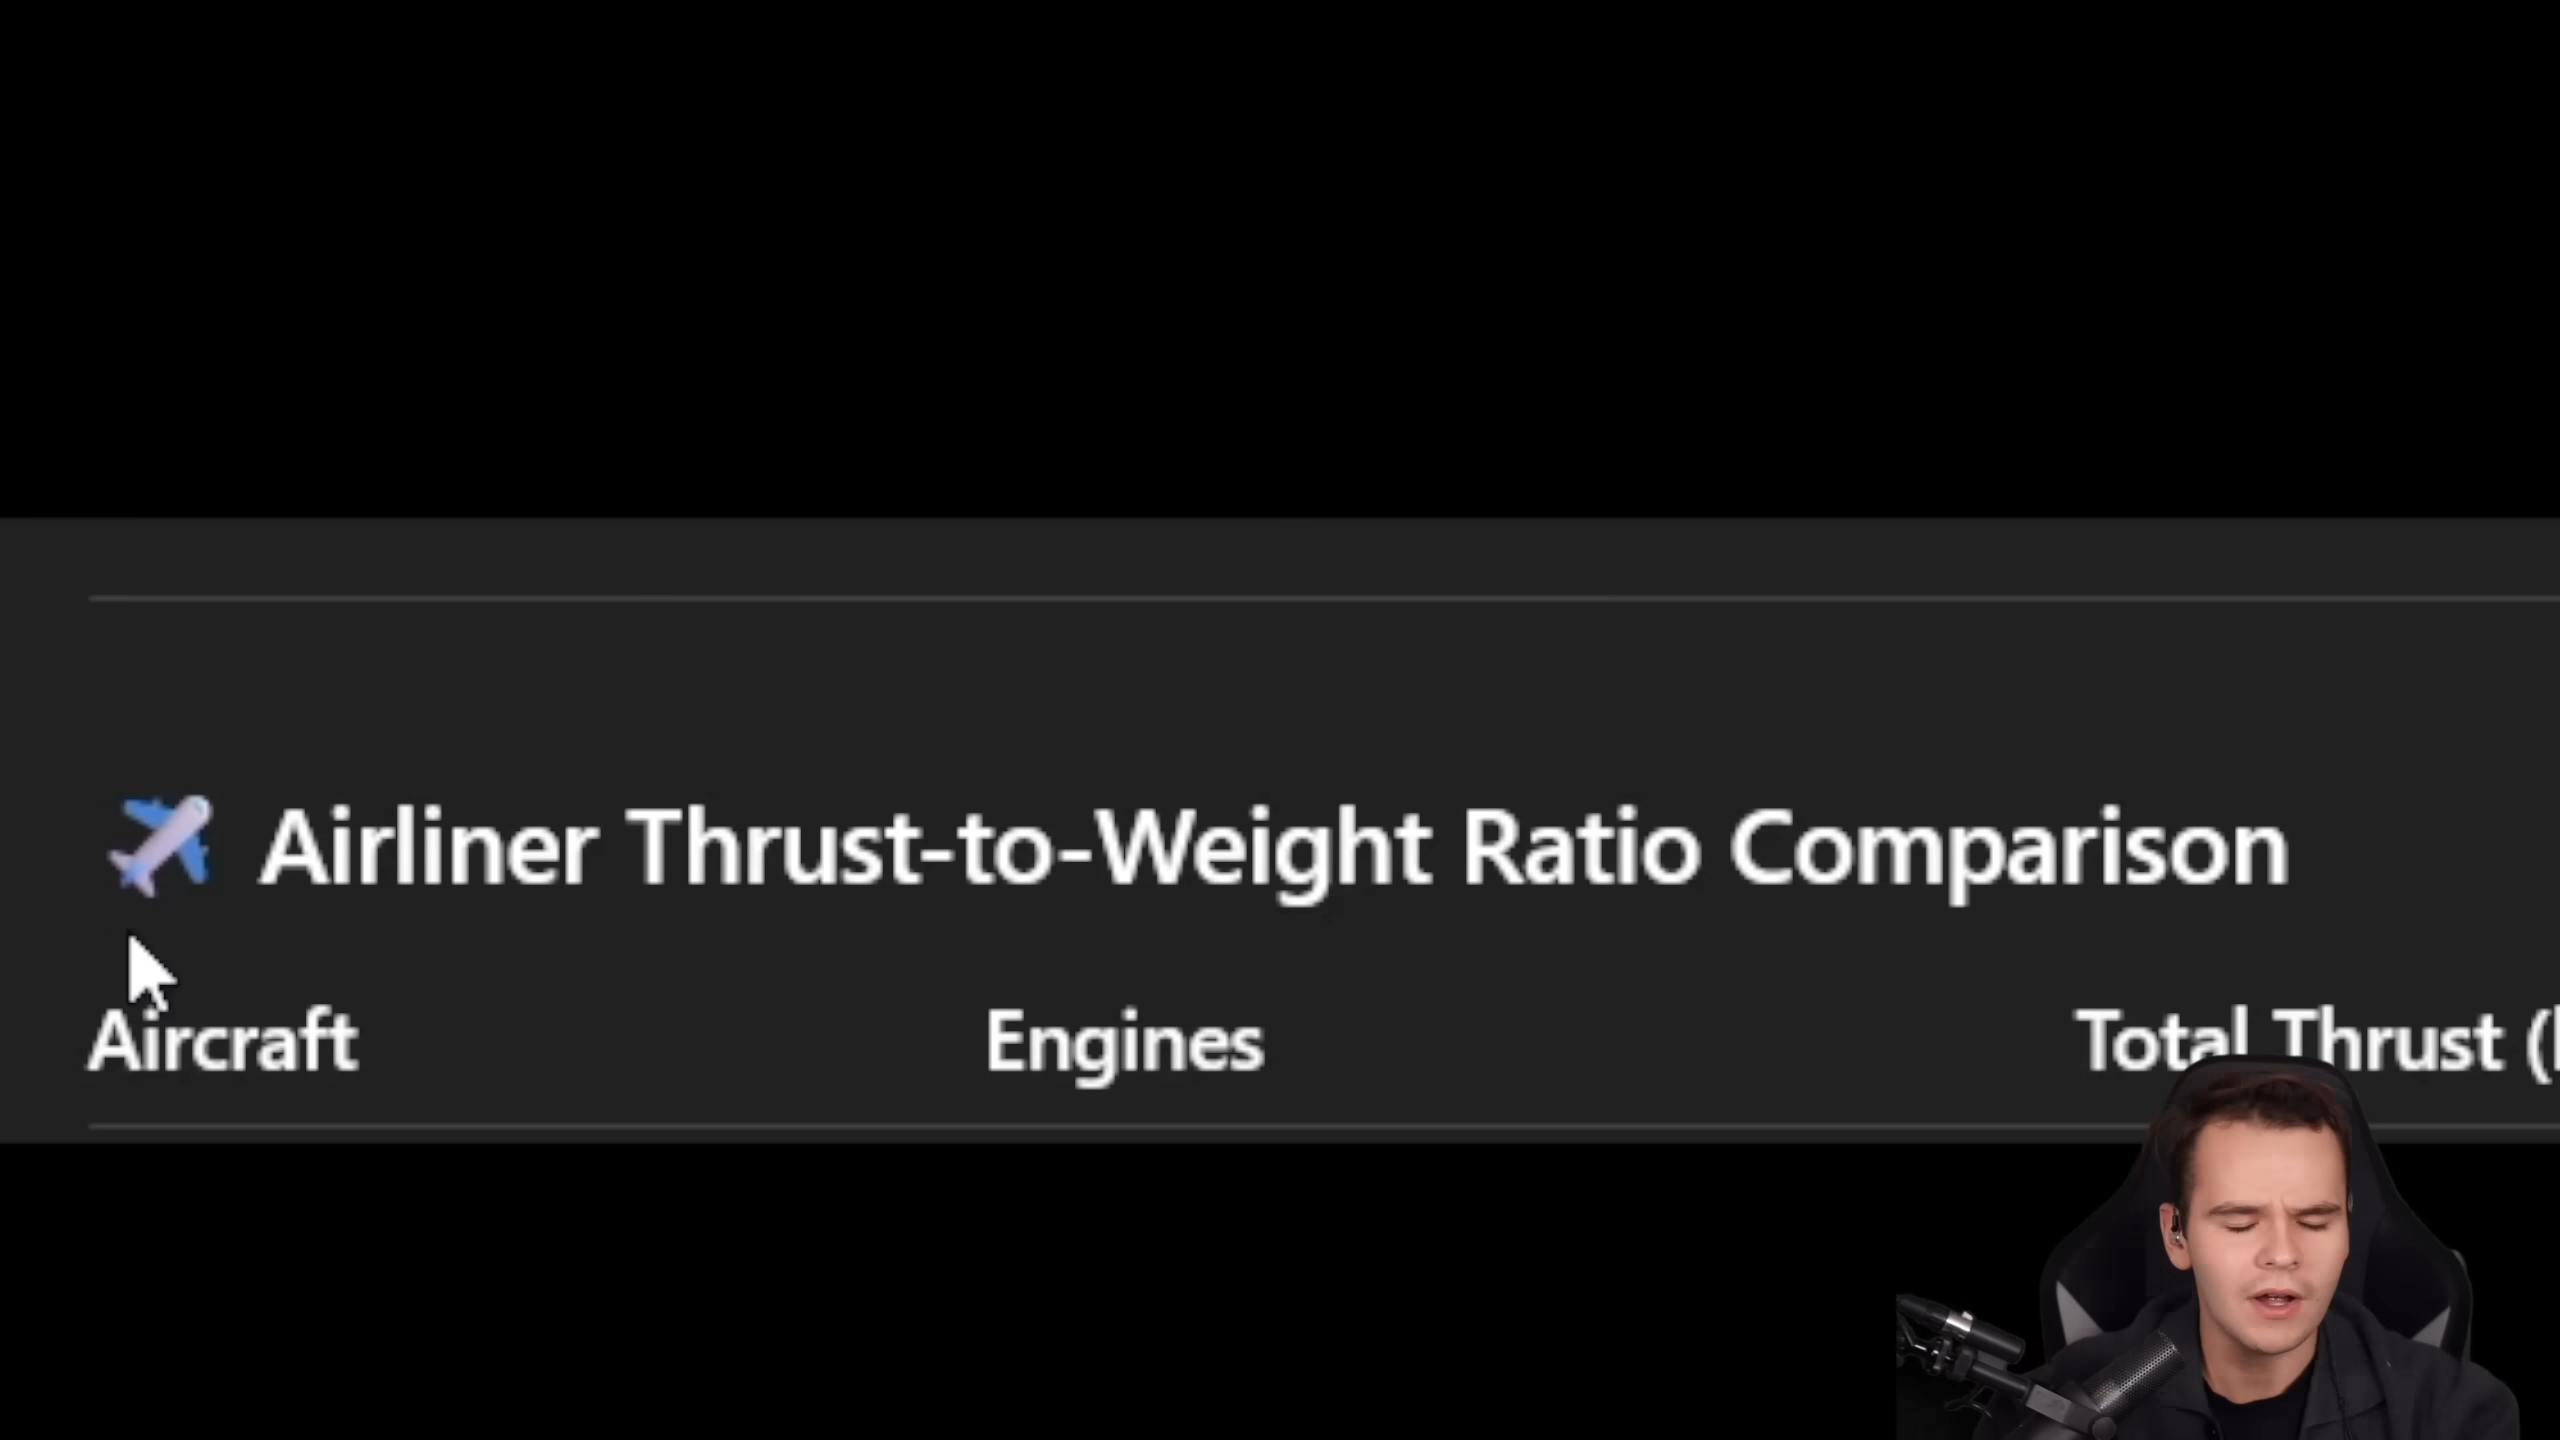 Airliner Thrust-to-Weight Ratio Comparison
Aircraft Engines Total Thrust (